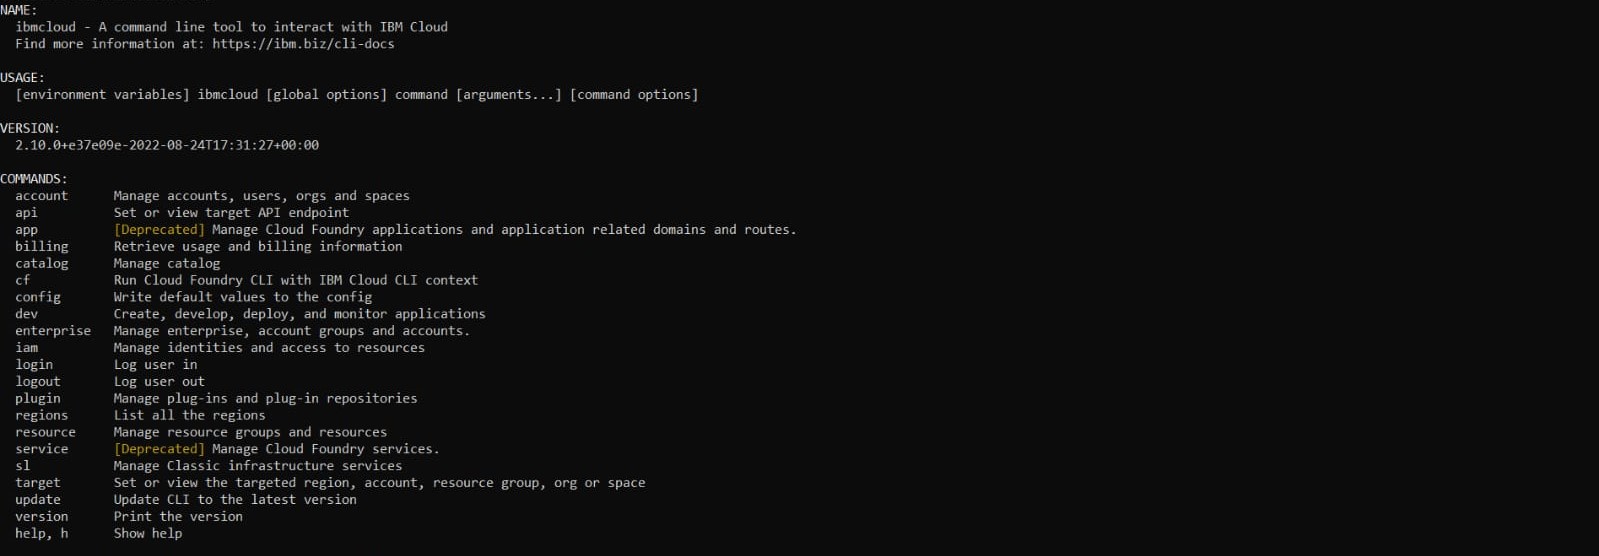 NAME:
ibmcloud - A command line tool to interact with IBM Cloud
Find more information at: https://ibm.biz/cli-docs
USAGE:
[environment variables] ibmcloud [global options] command [arguments...] [command options]
VERSION:
2.10.0+e37e09e-2022-08-24T17:31:27+00:00
COMMANDS:
account Manage accounts, users, orgs and spaces
api Set or view target API endpoint
app [Deprecated] Manage Cloud Foundry applications and application related domains and routes.
billing Retrieve usage and billing information
catalog Manage catalog
cf Run Cloud Foundry CLI with IBM Cloud CLI context
config Write default values to the config
dev Create, develop, deploy, and monitor applications
enterprise Manage enterprise, account groups and accounts.
iam Manage identities and access to resources
login Log user in
logout Log user out
plugin Manage plug-ins and plug-in repositories
regions List all the regions
resource Manage resource groups and resources
service [Deprecated] Manage Cloud Foundry services.
sl Manage Classic infrastructure services
target Set or view the targeted region, account, resource group, org or space
update Update CLI to the latest version
version Print the version
help, h Show help